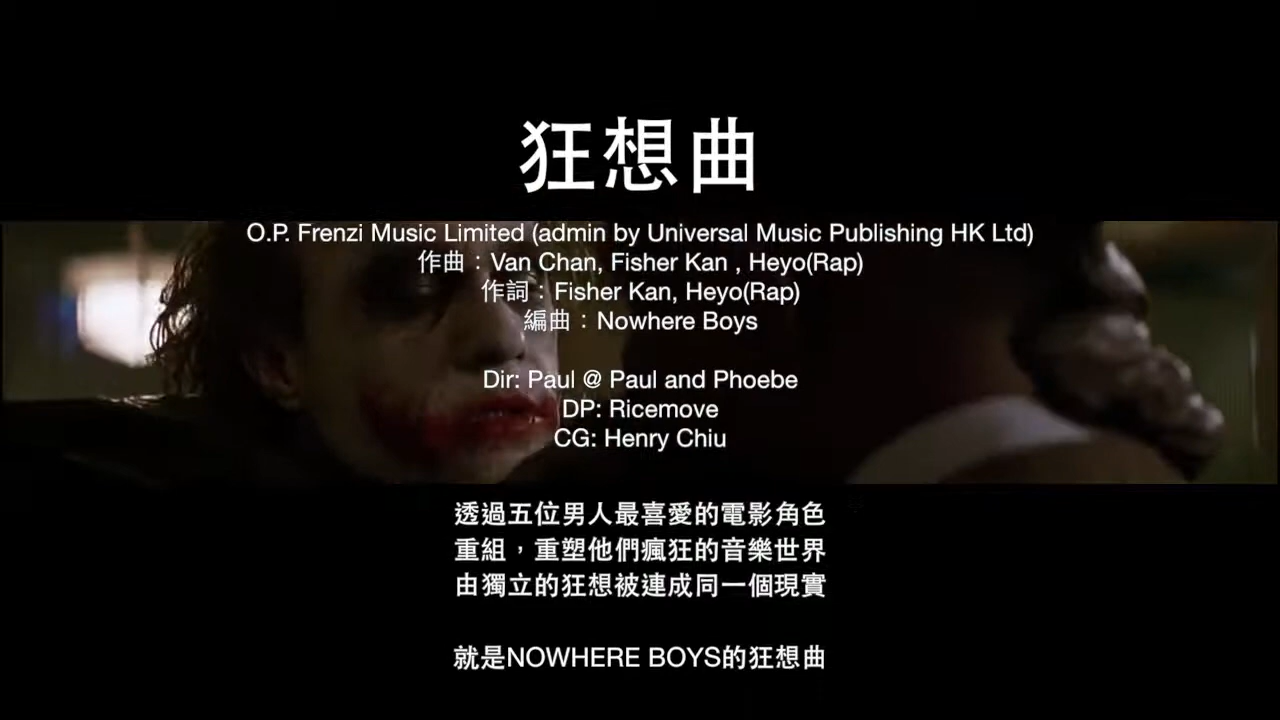 狂想曲
O.P. Frenzi Music Limited (admin by Universal Music Publishing HK Ltd)
作曲：Van Chan, Fisher Kan , Heyo(Rap)
作詞：Fisher Kan, Heyo(Rap)
編曲：Nowhere Boys
Dir: Paul @ Paul and Phoebe
DP: Ricemove
CG: Henry Chiu
透過五位男人最喜愛的電影角色
重組，重塑他們瘋狂的音樂世界
由獨立的狂想被連成同一個現實
就是NOWHERE BOYS的狂想曲